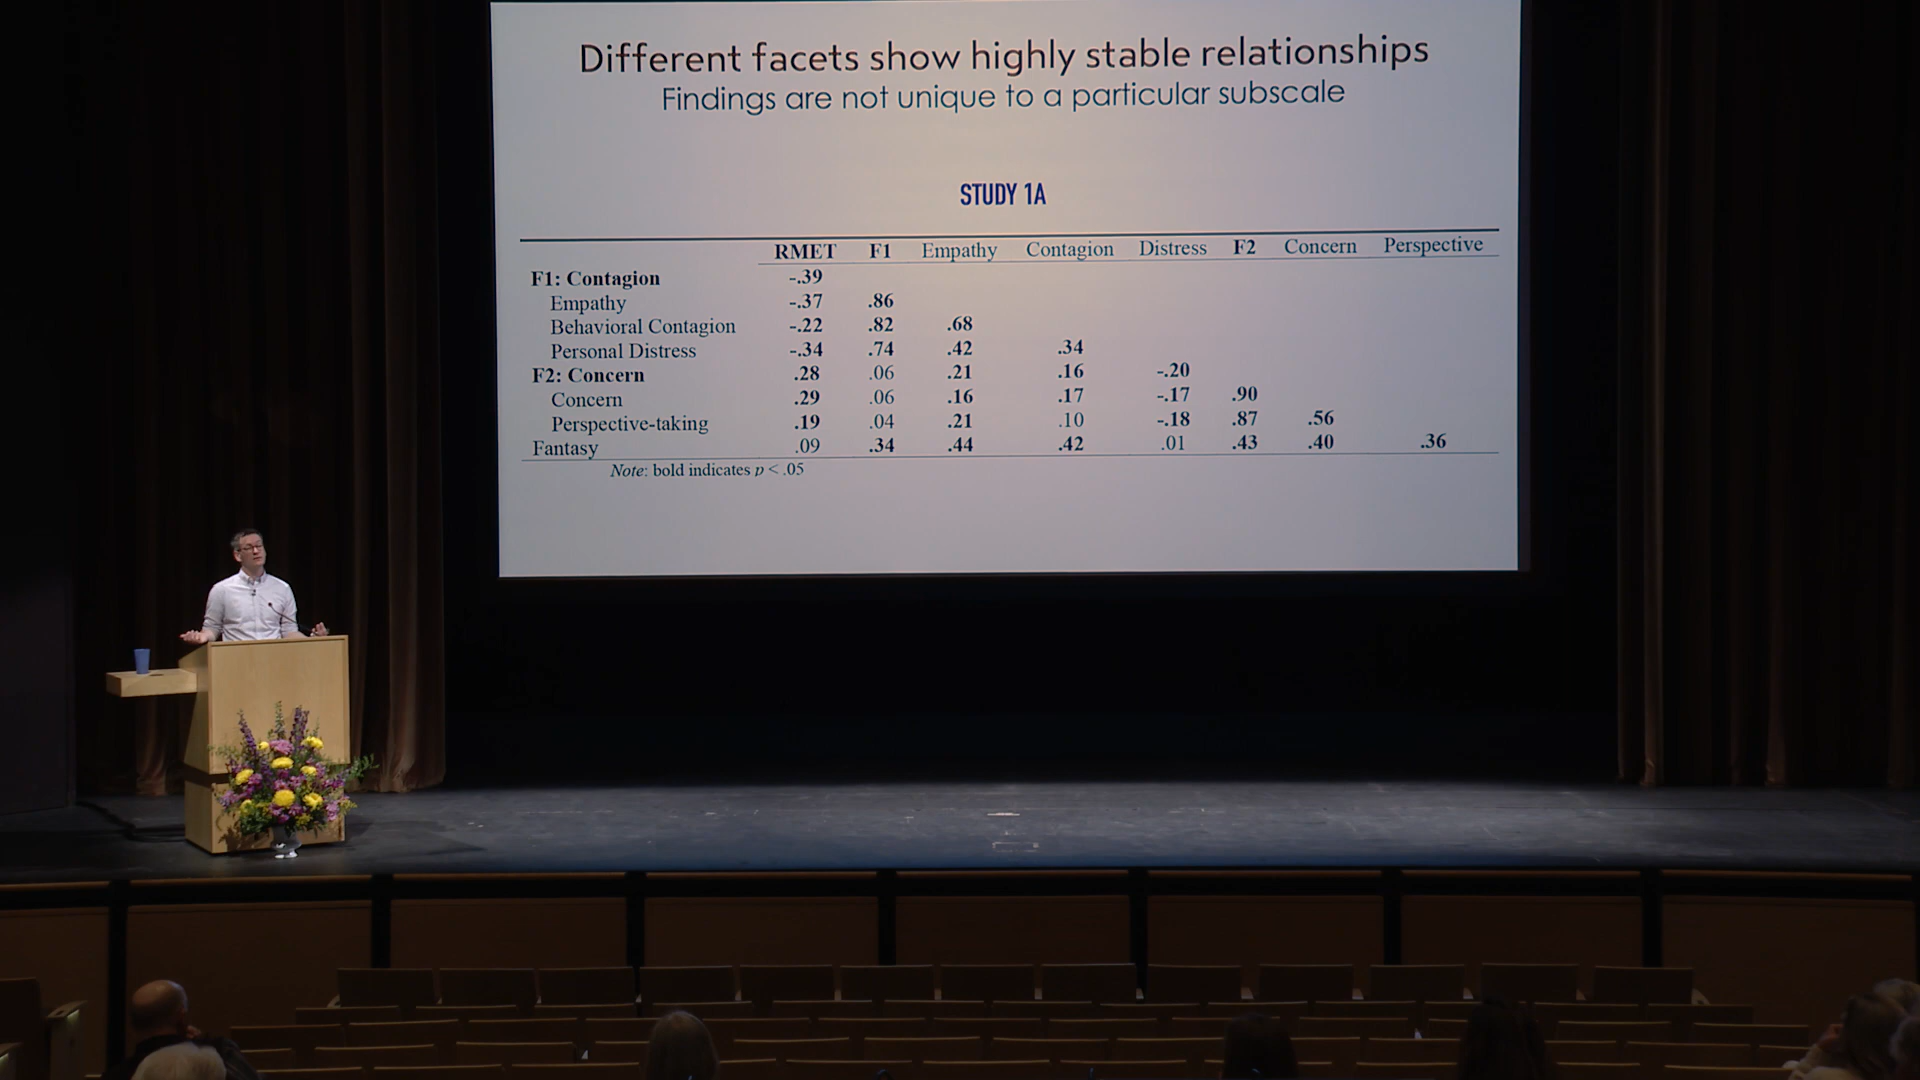 Different facets show highly stable relationships
Findings are not unique to a particular subscale
STUDY 1A
RMET F1 Empathy Contagion Distress F2 Concern Perspective
F1: Contagion -.39
Empathy -.37 .86
Behavioral Contagion -.22 .82 .68
Personal Distress -.34 .74 .42 .34
F2: Concern .28 .06 .21 .16 -.20
Concern .29 .06 .16 .17 -.17 .90
Perspective-taking .19 .04 .21 .10 -.18 .87 .56
Fantasy .09 .34 .44 .42 .01 .43 .40 .36
Note: bold indicates p < .05